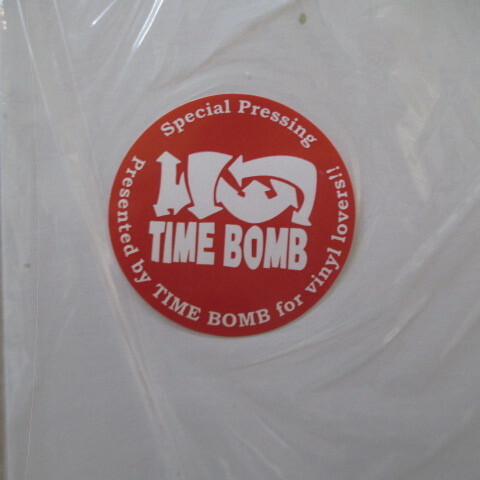 Special Pressing
TIME BOMB
Presented by TIME BOMB for vinyl lovers!!